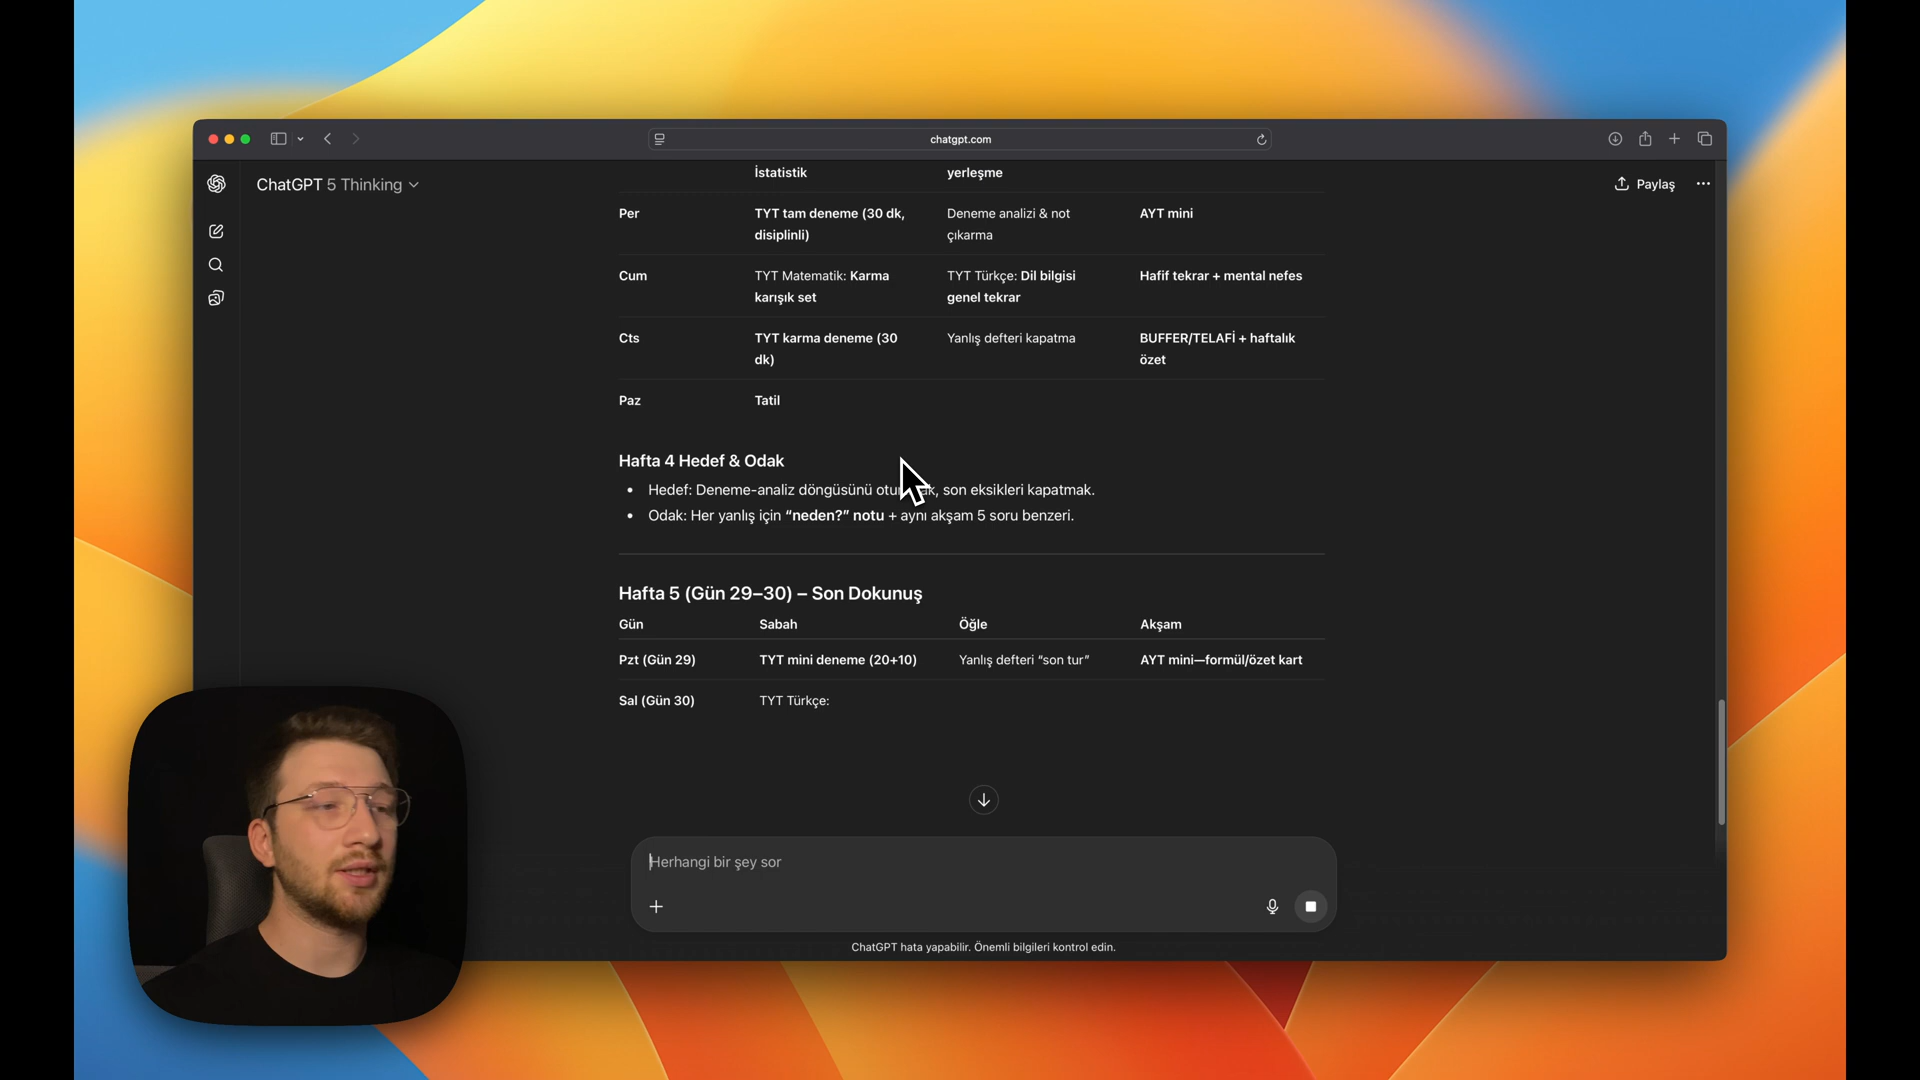 chatgpt.com
ChatGPT 5 Thinking
Paylaş
İstatistik
yerleşme
Per
TYT tam deneme (30 dk,
disiplinli)
Deneme analizi & not
çıkarma
AYT mini
Cum
TYT Matematik: Karma
karışık set
TYT Türkçe: Dil bilgisi
genel tekrar
Hafif tekrar + mental nefes
Cts
TYT karma deneme (30
dk)
Yanlış defteri kapatma
BUFFER/TELAFİ + haftalık
özet
Paz
Tatil
Hafta 4 Hedef & Odak
• Hedef: Deneme-analiz döngüsünü son eksikleri kapatmak.
• Odak: Her yanlış için “neden?” notu + aynı akşam 5 soru benzeri.
Hafta 5 (Gün 29–30) – Son Dokunuş
Gün
Sabah
Öğle
Akşam
Pzt (Gün 29)
TYT mini deneme (20+10)
Yanlış defteri “son tur”
AYT mini—formül/özet kart
Sal (Gün 30)
TYT Türkçe:
Herhangi bir şey sor
ChatGPT hata yapabilir. Önemli bilgileri kontrol edin.